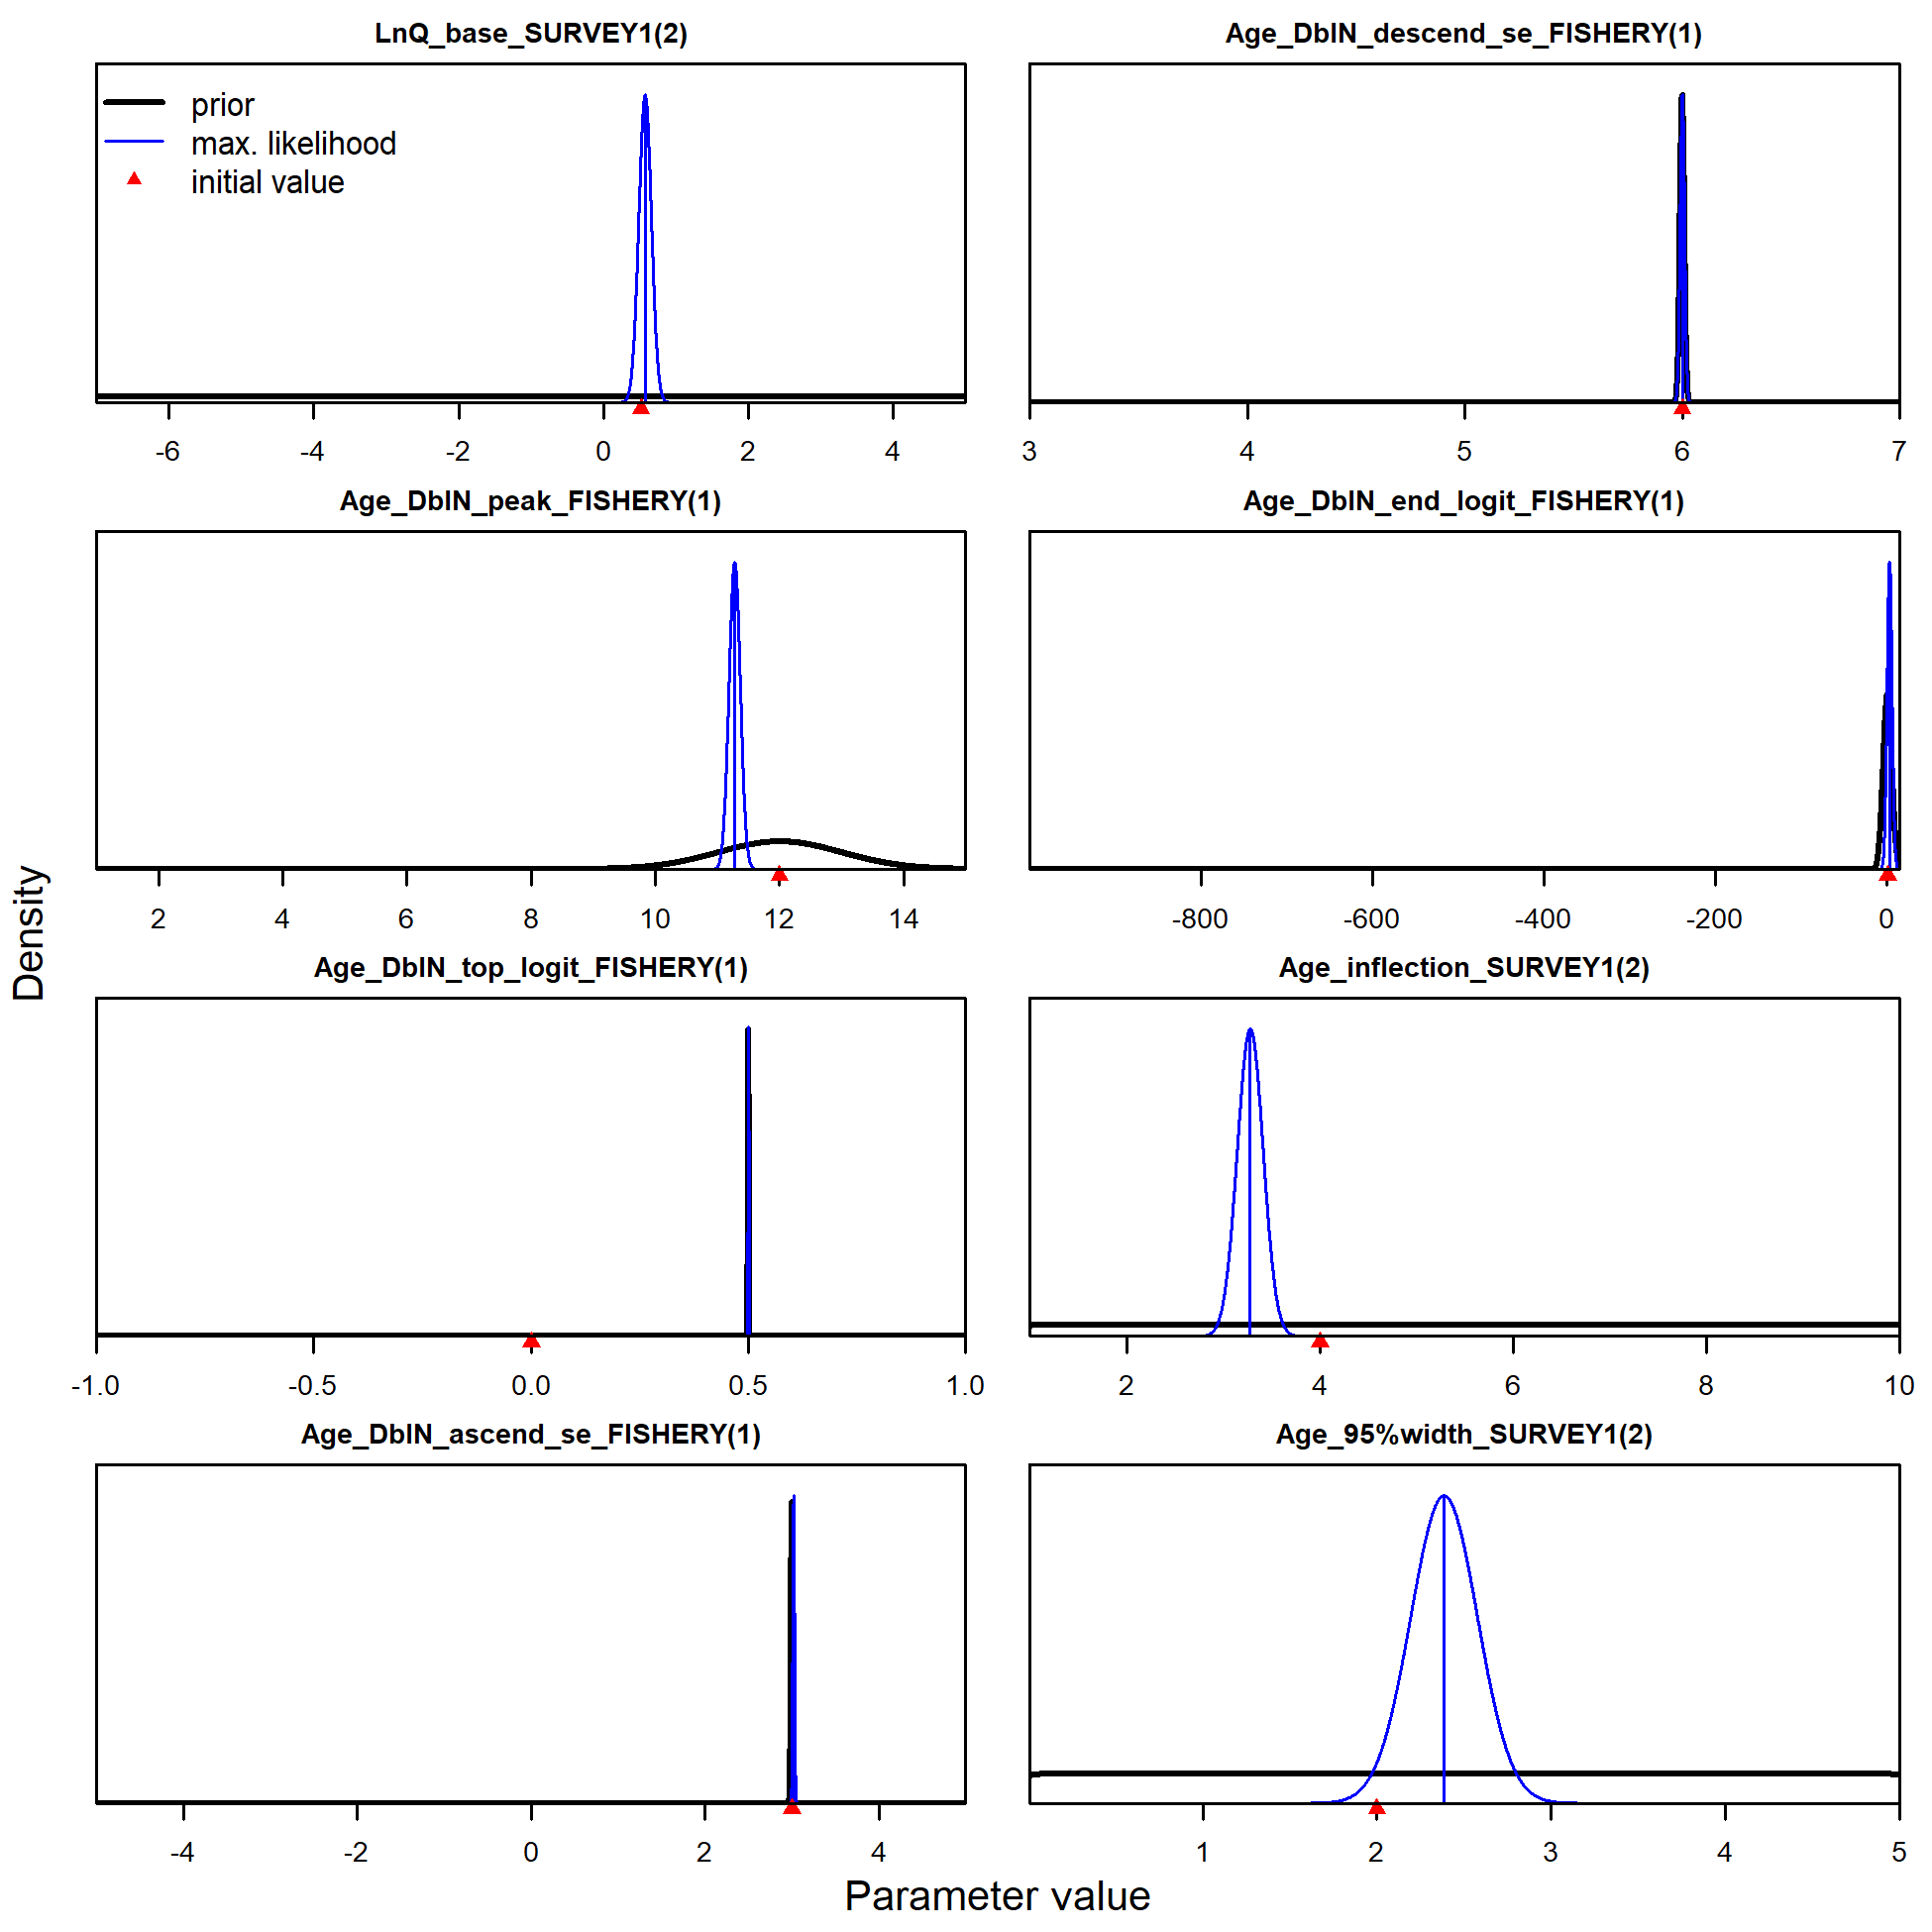 LnQ_base_SURVEY1(2)
prior
max. likelihood
initial value
-6 -4 -2 0 2 4
Age_DblN_descend_se_FISHERY(1)
3 4 5 6 7
Age_DblN_peak_FISHERY(1)
2 4 6 8 10 12 14
Age_DblN_end_logit_FISHERY(1)
-800 -600 -400 -200 0
Age_DblN_top_logit_FISHERY(1)
-1.0 -0.5 0.0 0.5 1.0
Age_inflection_SURVEY1(2)
2 4 6 8 10
Age_DblN_ascend_se_FISHERY(1)
-4 -2 0 2 4
Age_95%width_SURVEY1(2)
1 2 3 4 5
Density
Parameter value